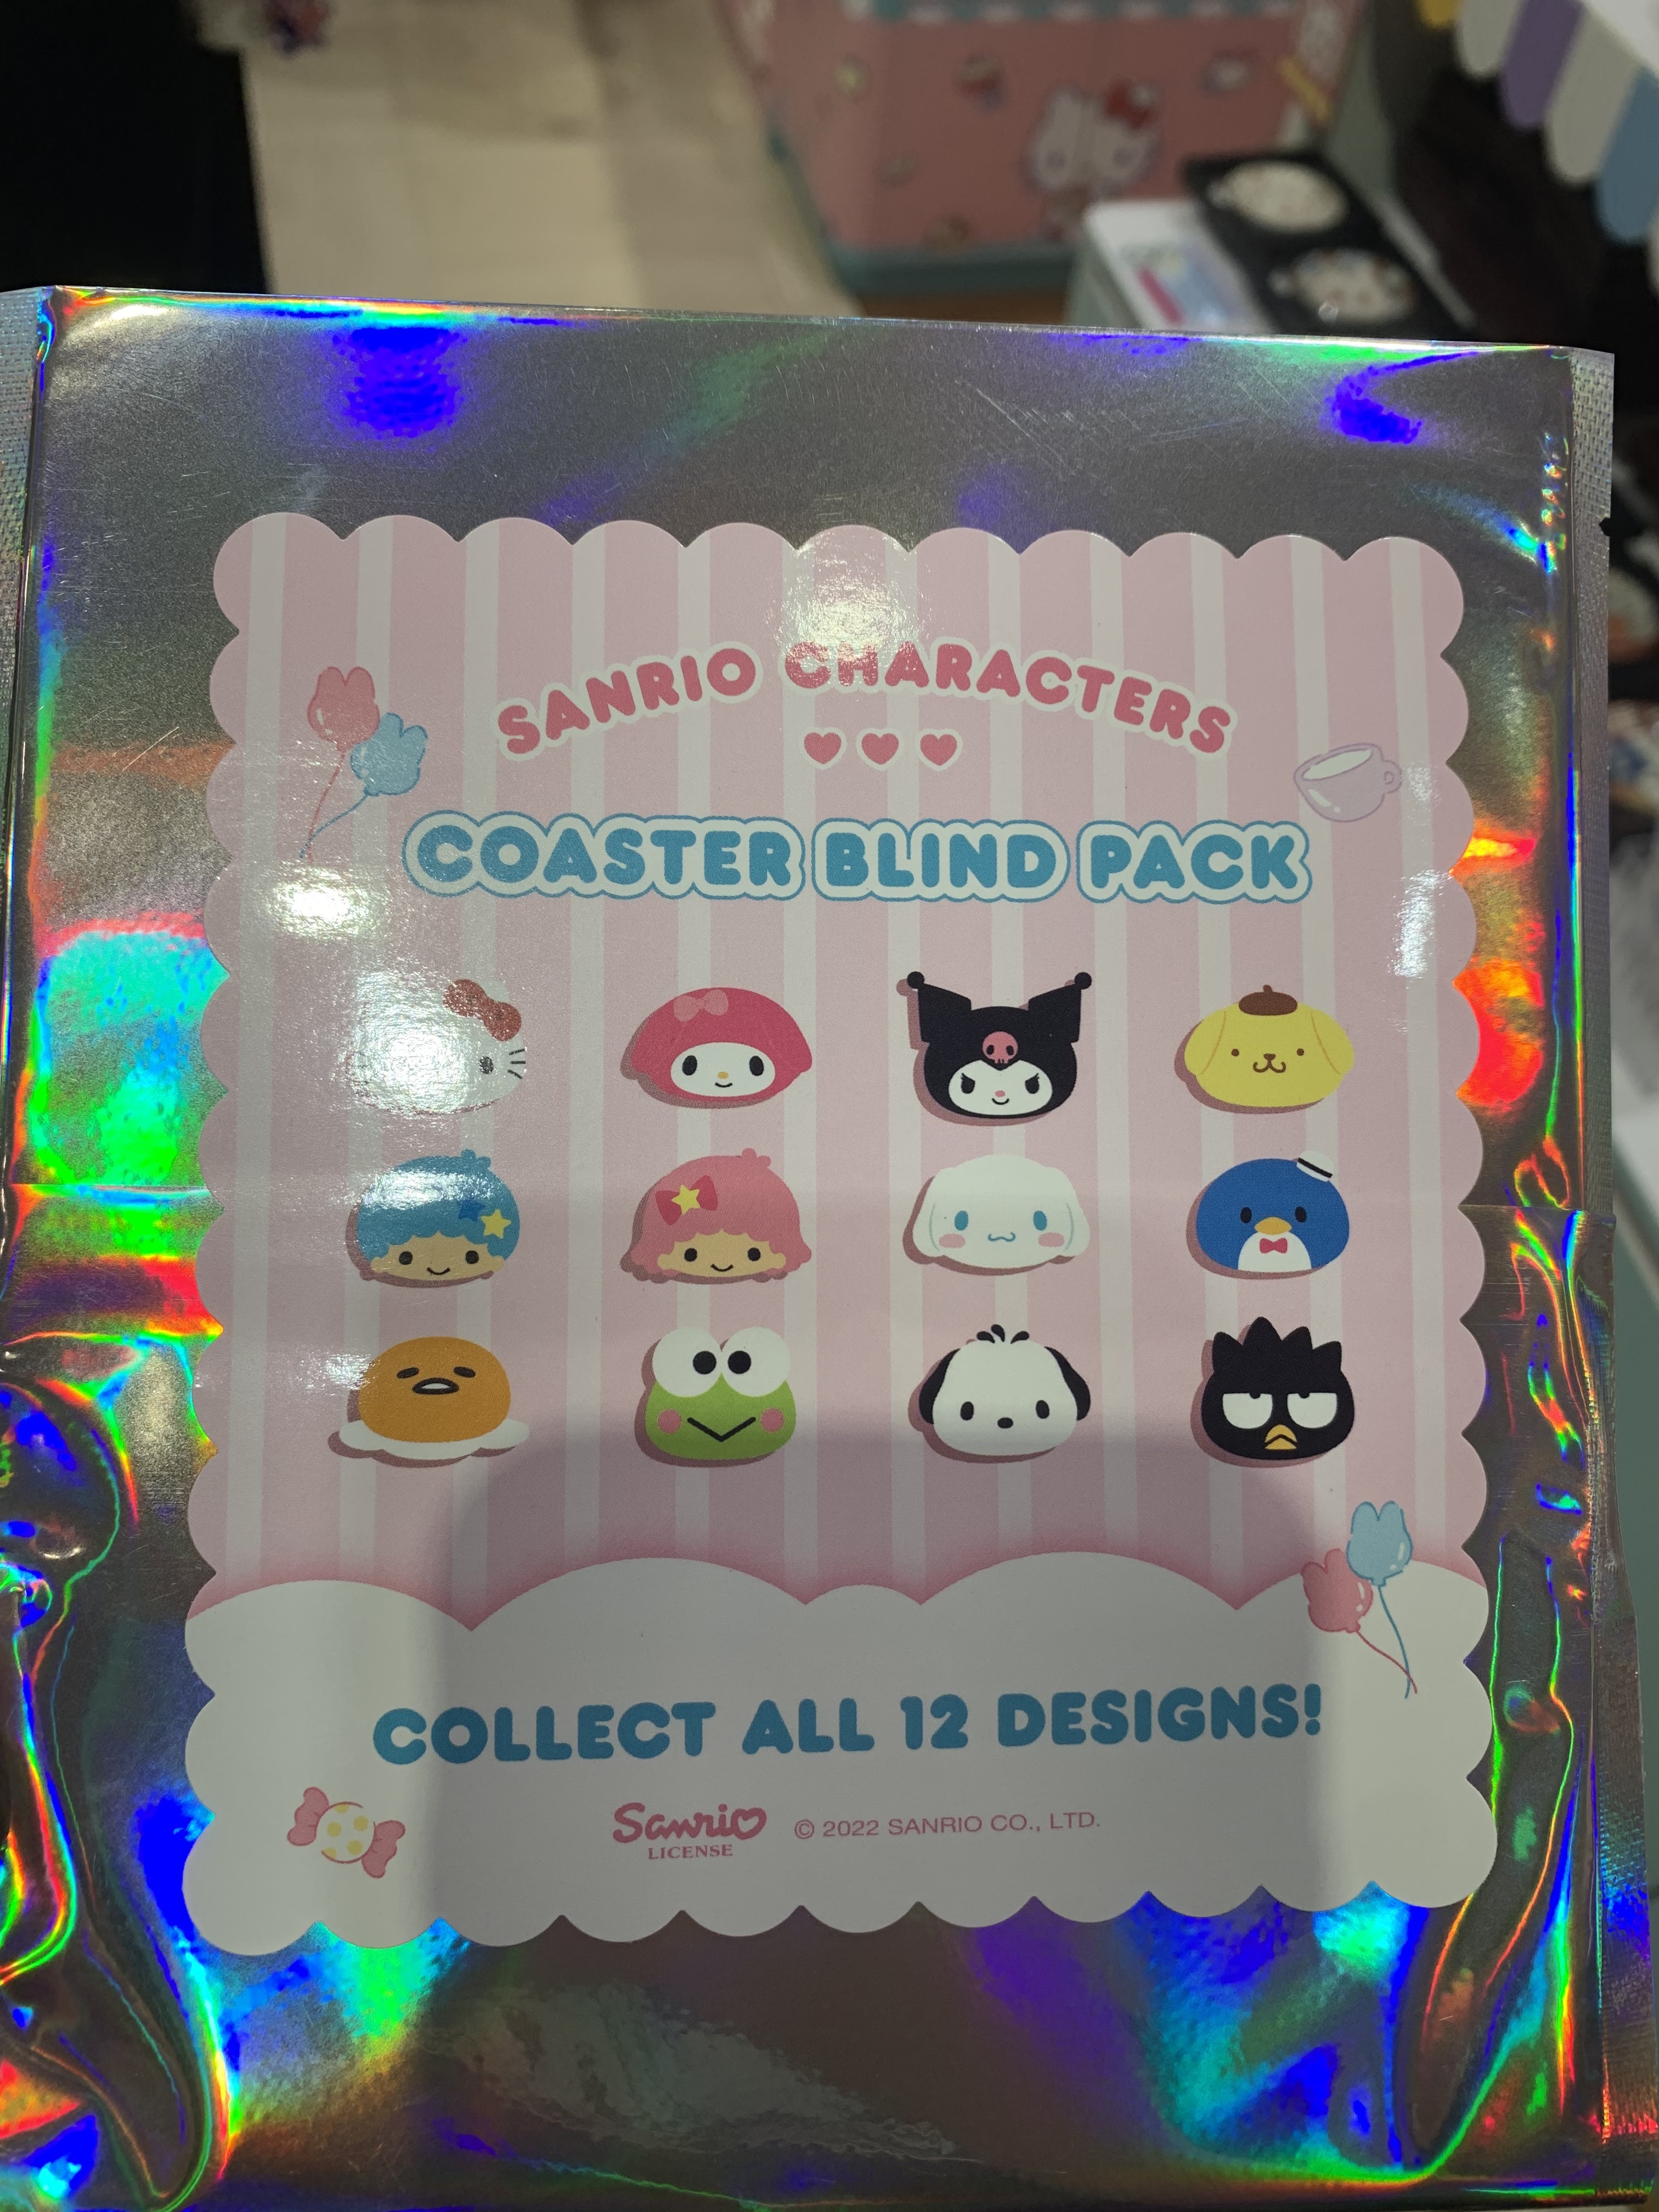 SANRIO CHARACTERS
COASTER BLIND PACK
COLLECT ALL 12 DESIGNS!
Sanrio
LICENSE
© 2022 SANRIO CO., LTD.